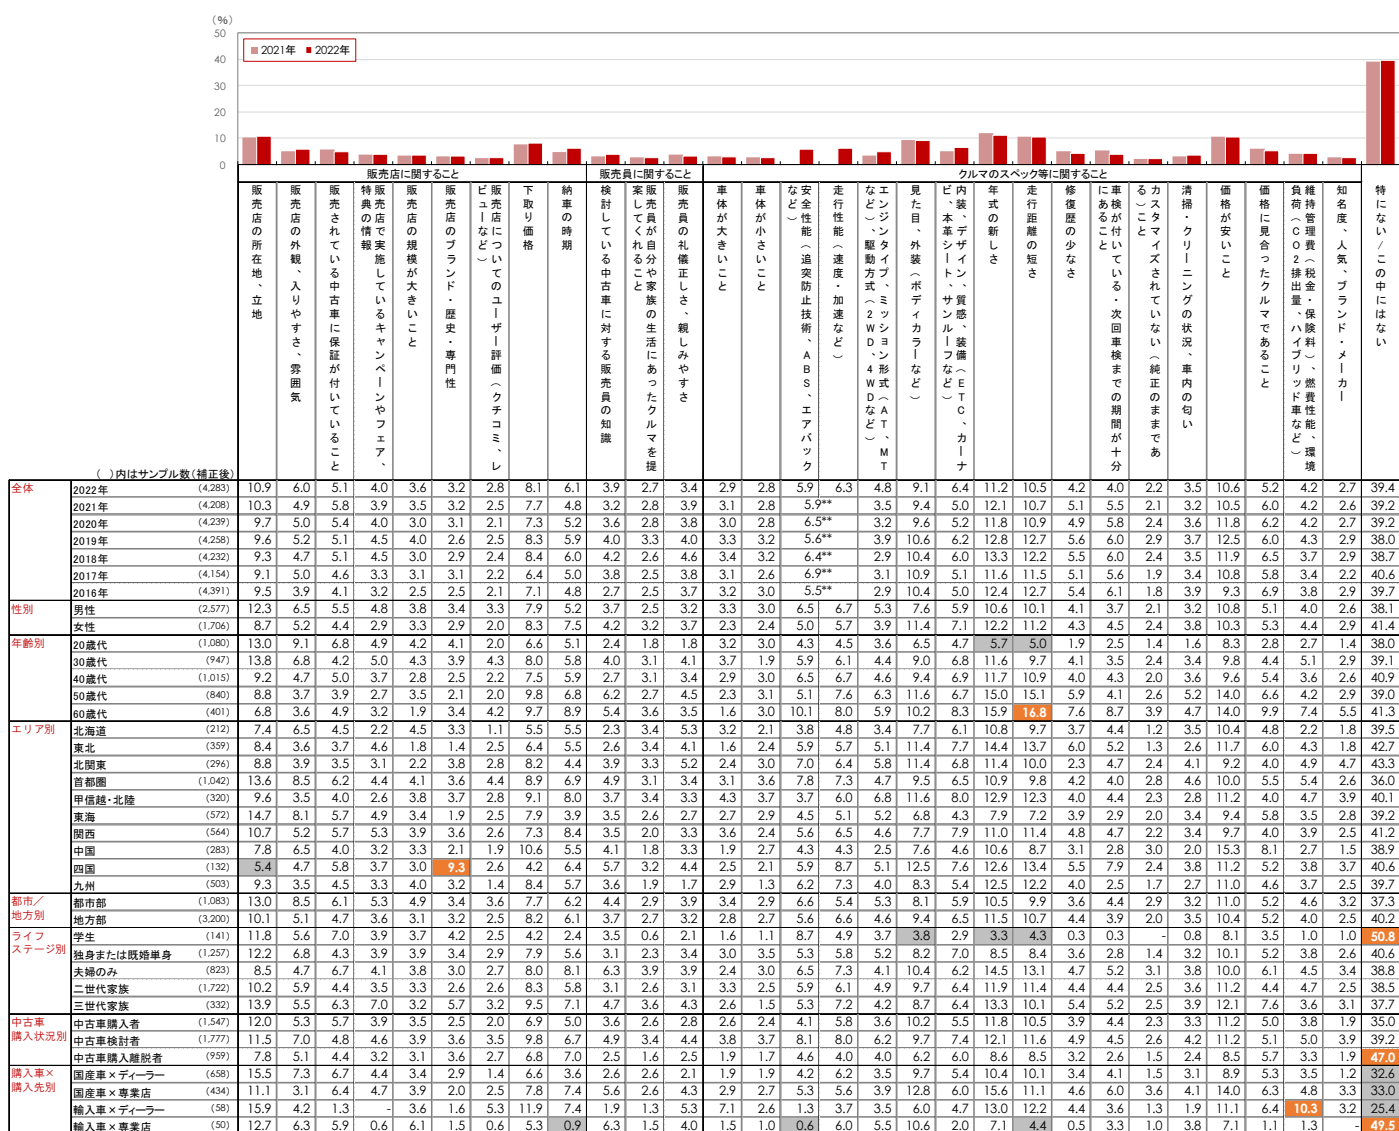 （％）
50
40
30
20
10
0
2021年 2022年
販売店に関すること 販売員に関すること クルマのスペック等に関すること
販売店の所在地、立地
販売店の外観、入りやすさ、雰囲気
販売されている中古車に保証が付いていること
販売店で実施しているキャンペーンやフェア、特典の情報
販売店の規模が大きいこと
販売店のブランド・歴史・専門性
販売店についてのユーザー評価（クチコミ、レビューなど）
下取り価格
納車の時期
検討している中古車に対する販売員の知識
販売員が自分や家族の生活にあったクルマを提案してくれること
販売員の礼儀正しさ、親しみやすさ
車体が大きいこと
車体が小さいこと
安全性能（追突防止技術、ABS、エアバックなど）
走行性能（速度・加速など）
エンジンタイプ、ミッション形式（AT、MTなど）、駆動方式（2WD、4WDなど）
見た目、外装（ボディカラーなど）
内装、デザイン、質感、装備（ETC、カーナビ、本革シート、サンルーフなど）
年式の新しさ
走行距離の短さ
修復歴の少なさ
車検が付いている・次回車検までの期間が十分にあること
カスタマイズされていない（純正のままである）こと
清掃・クリーニングの状況、車内の匂い
価格が安いこと
価格に見合ったクルマであること
維持管理費（税金・保険料）、燃費性能、環境負荷（CO2排出量、ハイブリッド車など）
知名度、人気、ブランド・メーカー
特にない／この中にはない
（ ）内はサンプル数（補正後）
全体 2022年 (4,283) 10.9 6.0 5.1 4.0 3.6 3.2 2.8 8.1 6.1 3.9 2.7 3.4 2.9 2.8 5.9 6.3 4.8 9.1 6.4 11.2 10.5 4.2 4.0 2.2 3.5 10.6 5.2 4.2 2.7 39.4
2021年 (4,208) 10.3 4.9 5.8 3.9 3.5 3.2 2.5 7.7 4.8 3.2 2.8 3.9 3.1 2.8 5.9** 3.5 9.4 5.0 12.1 10.7 5.1 5.5 2.1 3.2 10.5 6.0 4.2 2.6 39.2
2020年 (4,239) 9.7 5.0 5.4 4.0 3.0 3.1 2.1 7.3 5.2 3.6 2.8 3.8 3.0 2.8 6.5** 3.2 9.6 5.2 11.8 10.9 4.9 5.8 2.4 3.6 11.8 6.2 4.2 2.7 39.2
2019年 (4,258) 9.6 5.2 5.1 4.5 4.0 2.6 2.5 8.3 5.9 4.0 3.3 4.0 3.3 3.2 5.6** 3.9 10.6 6.2 12.8 12.7 5.6 6.0 2.9 3.7 12.5 6.0 4.3 2.9 38.0
2018年 (4,232) 9.3 4.7 5.1 4.5 3.0 2.9 2.4 8.4 6.0 4.2 2.6 4.6 3.4 3.2 6.4** 2.9 10.4 6.0 13.3 12.2 5.5 6.0 2.4 3.5 11.9 6.5 3.7 2.9 38.7
2017年 (4,154) 9.1 5.0 4.6 3.3 3.1 3.1 2.2 6.4 5.0 3.8 2.5 3.8 3.1 2.6 6.9** 3.1 10.9 5.1 11.6 11.5 5.1 5.6 1.9 3.4 10.8 5.8 3.4 2.2 40.6
2016年 (4,391) 9.5 3.9 4.1 3.2 2.5 2.5 2.1 7.1 4.8 2.7 2.5 3.7 3.2 3.0 5.5** 2.9 10.4 5.0 12.4 12.7 5.4 6.1 1.8 3.9 9.3 6.9 3.8 2.9 39.7
性別 男性 (2,577) 12.3 6.5 5.5 4.8 3.8 3.4 3.3 7.9 5.2 3.7 2.5 3.2 3.3 3.0 6.5 6.7 5.3 7.6 5.9 10.6 10.1 4.1 3.7 2.1 3.2 10.8 5.1 4.0 2.6 38.1
女性 (1,706) 8.7 5.2 4.4 2.9 3.3 2.9 2.0 8.3 7.5 4.2 3.2 3.7 2.3 2.4 5.0 5.7 3.9 11.4 7.1 12.2 11.2 4.3 4.5 2.4 3.8 10.3 5.3 4.4 2.9 41.4
年齢別 20歳代 (1,080) 13.0 9.1 6.8 4.9 4.2 4.1 2.0 6.6 5.1 2.4 1.8 1.8 3.2 3.0 4.3 4.5 3.6 6.5 4.7 5.7 5.0 1.9 2.5 1.4 1.6 8.3 2.8 2.7 1.4 38.0
30歳代 (947) 13.8 6.8 4.2 5.0 4.3 3.9 4.3 8.0 5.8 4.0 3.1 4.1 3.7 1.9 5.9 6.1 4.4 9.0 6.8 11.6 9.7 4.1 3.5 2.4 3.4 9.8 4.4 5.1 2.9 39.1
40歳代 (1,015) 9.2 4.7 5.0 3.7 2.8 2.5 2.2 7.5 5.9 2.7 3.1 3.4 2.9 3.0 6.5 6.7 4.6 9.4 6.9 11.7 10.9 4.0 4.3 2.0 3.6 9.6 5.4 3.6 2.6 40.9
50歳代 (840) 8.8 3.7 3.9 2.7 3.5 2.1 2.0 9.8 6.8 6.2 2.7 4.5 2.3 3.1 5.1 7.6 6.3 11.6 6.7 15.0 15.1 5.9 4.1 2.6 5.2 14.0 6.6 4.2 2.9 39.0
60歳代 (401) 6.8 3.6 4.9 3.2 1.9 3.4 4.2 9.7 8.9 5.4 3.6 3.5 1.6 3.0 10.1 8.0 5.9 10.2 8.3 15.9 16.8 7.6 8.7 3.9 4.7 14.0 9.9 7.4 5.5 41.3
エリア別 北海道 (212) 7.4 6.5 4.5 2.2 4.5 3.3 1.1 5.5 5.5 2.3 3.4 5.3 3.2 2.1 3.8 4.8 3.4 7.7 6.1 10.8 9.7 3.7 4.4 1.2 3.5 10.4 4.8 2.2 1.8 39.5
東北 (359) 8.4 3.6 3.7 4.6 1.8 1.4 2.5 6.4 5.5 2.6 3.4 4.1 1.6 2.4 5.9 5.7 5.1 11.4 7.7 14.4 13.7 6.0 5.2 1.3 2.6 11.7 6.0 4.3 1.8 42.7
北関東 (296) 8.8 3.9 3.5 3.1 2.2 3.8 2.8 8.2 4.4 3.9 3.3 5.2 2.4 3.0 7.0 6.4 5.8 11.4 6.8 11.4 10.0 2.3 4.7 2.4 4.1 9.2 4.0 4.9 4.7 43.3
首都圏 (1,042) 13.6 8.5 6.2 4.4 4.1 3.6 4.4 8.9 6.9 4.9 3.1 3.4 3.1 3.6 7.8 7.3 4.7 9.5 6.5 10.9 9.8 4.2 4.0 2.8 4.6 10.0 5.5 5.4 2.6 36.0
甲信越・北陸 (320) 9.6 3.5 4.0 2.6 3.8 3.7 2.8 9.1 8.0 3.7 3.4 3.3 4.3 3.7 3.7 6.0 6.8 11.6 8.0 12.9 12.3 4.0 4.4 2.3 2.8 11.2 4.0 4.7 3.9 40.1
東海 (572) 14.7 8.1 5.7 4.9 3.4 1.9 2.5 7.9 3.9 3.5 2.6 2.7 2.7 2.9 4.5 5.1 5.2 6.8 4.3 7.9 7.2 3.9 2.9 2.0 3.4 9.4 5.8 3.5 2.8 39.2
関西 (564) 10.7 5.2 5.7 5.3 3.9 3.6 2.6 7.3 8.4 3.5 2.0 3.3 3.6 2.4 5.6 6.5 4.6 7.7 7.9 11.0 11.4 4.8 4.7 2.2 3.4 9.7 4.0 3.9 2.5 41.2
中国 (283) 7.8 6.5 4.0 3.2 3.3 2.1 1.9 10.6 5.5 4.1 1.8 3.3 1.9 2.7 4.3 4.3 2.5 7.6 4.6 10.6 8.7 3.1 2.8 3.0 2.0 15.3 8.1 2.7 1.5 38.9
四国 (132) 5.4 4.7 5.8 3.7 3.0 9.3 2.6 4.2 6.4 5.7 3.2 4.4 2.5 2.1 5.9 8.7 5.1 12.5 7.6 12.6 13.4 5.5 7.9 2.4 3.8 11.2 5.2 3.8 3.7 40.6
九州 (503) 9.3 3.5 4.5 3.3 4.0 3.2 1.4 8.4 5.7 3.6 1.9 1.7 2.9 1.3 6.2 7.3 4.0 8.3 5.4 12.5 12.2 4.0 2.5 1.7 2.7 11.0 4.6 3.7 2.5 39.7
都市／地方別 都市部 (1,083) 13.0 8.5 6.1 5.3 4.9 3.4 3.6 7.7 6.2 4.4 2.9 3.9 3.4 2.9 6.6 5.4 5.3 8.1 5.9 10.5 9.9 3.6 4.4 2.9 3.2 11.0 5.2 4.6 3.2 37.3
地方部 (3,200) 10.1 5.1 4.7 3.6 3.1 3.2 2.5 8.2 6.1 3.7 2.7 3.2 2.8 2.7 5.6 6.6 4.6 9.4 6.5 11.5 10.7 4.4 3.9 2.0 3.5 10.4 5.2 4.0 2.5 40.2
ライフステージ別 学生 (141) 11.8 5.6 7.0 3.9 3.7 4.2 2.5 4.2 2.4 3.5 0.6 2.1 1.6 1.1 8.7 4.9 3.7 3.8 2.9 3.3 4.3 0.3 0.3 - 0.8 8.1 3.5 1.0 1.0 50.8
独身または既婚単身 (1,257) 12.2 6.8 4.3 3.9 3.9 3.4 2.9 7.9 5.6 3.1 2.3 3.4 3.0 3.5 5.3 5.8 5.2 8.2 7.0 8.5 8.4 3.6 2.8 1.4 3.2 10.1 5.2 3.8 2.6 40.6
夫婦のみ (823) 8.5 4.7 6.7 4.1 3.8 3.0 2.7 8.0 8.1 6.3 3.9 3.9 2.4 3.0 6.5 7.3 4.1 10.4 6.2 14.5 13.1 4.7 5.2 3.1 3.8 10.0 6.1 4.5 3.4 38.8
二世代家族 (1,722) 10.2 5.9 4.4 3.5 3.3 2.6 2.6 8.3 5.8 3.1 2.6 3.1 3.3 2.5 5.9 6.1 4.9 9.7 6.4 11.9 11.4 4.4 4.4 2.5 3.6 11.2 4.4 4.7 2.5 38.5
三世代家族 (332) 13.9 5.5 6.3 7.0 3.2 5.7 3.2 9.5 7.1 4.7 3.6 4.3 2.6 1.5 5.3 7.2 4.2 8.7 6.4 13.3 10.1 5.4 5.2 2.5 3.9 12.1 7.6 3.6 3.1 37.7
中古車購入状況別 中古車購入者 (1,547) 12.0 5.3 5.7 3.9 3.5 2.5 2.0 6.9 5.0 3.6 2.6 2.8 2.6 2.4 4.1 5.8 3.6 10.2 5.5 11.8 10.5 3.9 4.4 2.3 3.3 11.2 5.0 3.8 1.9 35.0
中古車検討者 (1,777) 11.5 7.0 4.8 4.6 3.9 3.6 3.5 9.8 6.7 4.9 3.4 4.4 3.8 3.7 8.1 8.0 6.2 9.7 7.4 12.1 11.6 4.9 4.5 2.6 4.2 11.2 5.1 5.0 3.9 39.2
中古車購入離脱者 (959) 7.8 5.1 4.4 3.2 3.1 3.6 2.7 6.8 7.0 2.5 1.6 2.5 1.9 1.7 4.6 4.0 4.0 6.2 6.0 8.6 8.5 3.2 2.6 1.5 2.4 8.5 5.7 3.3 1.9 47.0
購入車×購入先別 国産車×ディーラー (658) 15.5 7.3 6.7 4.4 3.4 2.9 1.4 6.6 3.6 2.6 2.6 2.1 1.9 1.9 4.2 6.2 3.5 9.7 5.4 10.4 10.1 3.4 4.1 1.5 3.1 8.9 5.3 3.5 1.2 32.6
国産車×専業店 (434) 11.1 3.1 6.4 4.7 3.9 2.0 2.5 7.8 7.4 5.6 2.6 4.3 2.9 2.7 5.3 5.6 3.9 12.8 6.0 15.6 11.1 4.6 6.0 3.6 4.1 14.0 6.3 4.8 3.3 33.0
輸入車×ディーラー (58) 15.9 4.2 1.3 - 3.6 1.6 5.3 11.9 7.4 1.9 1.3 5.3 7.1 2.6 1.3 3.7 3.5 6.0 4.7 13.0 12.2 4.4 3.6 1.3 1.9 11.1 6.4 10.3 3.2 25.4
輸入車×専業店 (50) 12.7 6.3 5.9 0.6 6.1 1.5 0.6 5.3 0.9 6.3 1.5 4.0 1.5 1.0 0.6 5.5 2.9 10.6 2.0 7.1 4.4 0.5 3.3 1.0 3.8 7.1 1.1 1.3 - 49.5